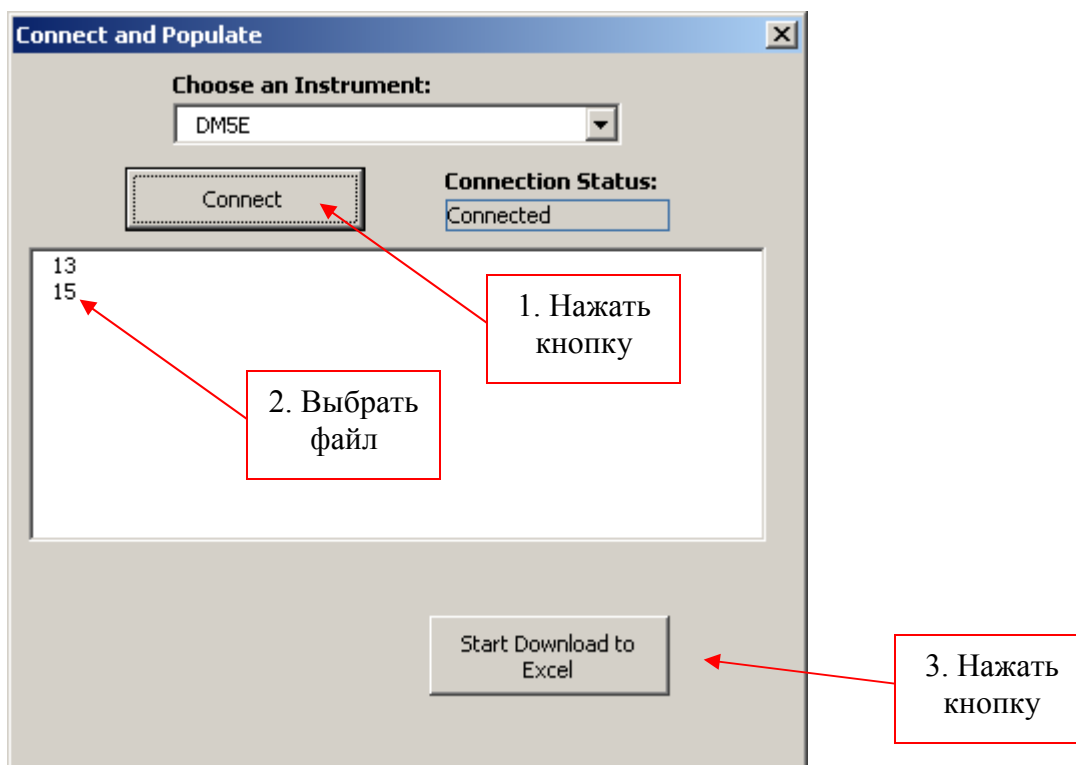 Connect and Populate
Choose an Instrument:
DM5E
Connect
Connection Status:
Connected
13
15
1. Нажать
кнопку
2. Выбрать
файл
Start Download to
Excel
3. Нажать
кнопку